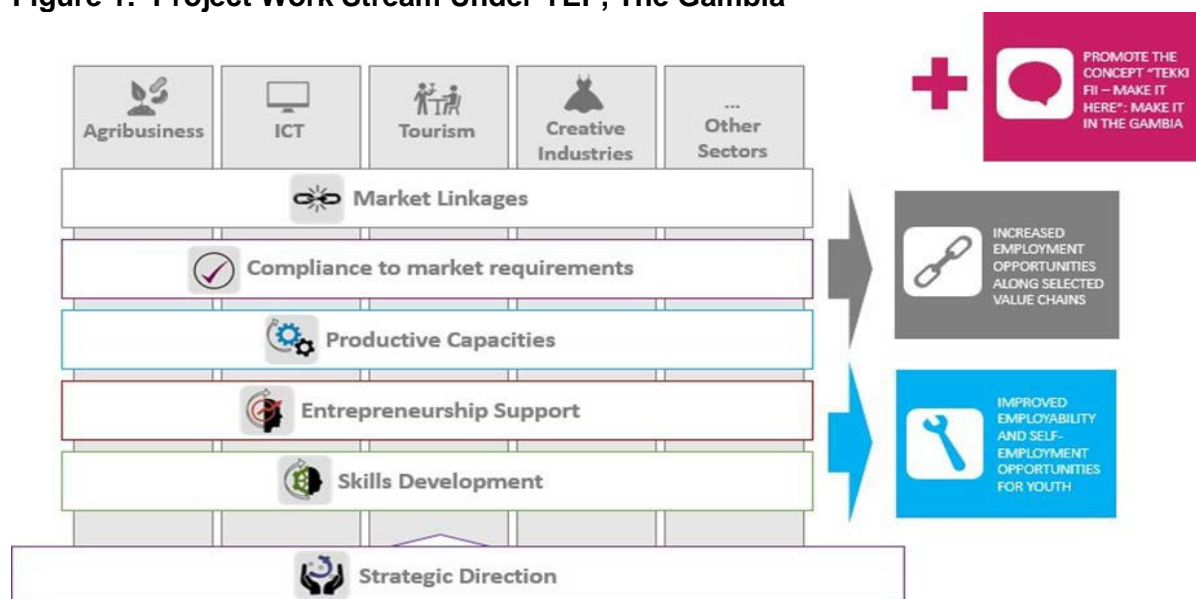 Figure 1: Project Work Stream Under YEP, The Gambia
Agribusiness
ICT
Tourism
Creative
Industries
...
Other
Sectors
PROMOTE THE
CONCEPT “TEKKI
FII – MAKE IT
HERE”: MAKE IT
IN THE GAMBIA
Market Linkages
Compliance to market requirements
Productive Capacities
Entrepreneurship Support
Skills Development
Strategic Direction
INCREASED
EMPLOYMENT
OPPORTUNITIES
ALONG SELECTED
VALUE CHAINS
IMPROVED
EMPLOYABILITY
AND SELF-
EMPLOYMENT
OPPORTUNITIES
FOR YOUTH